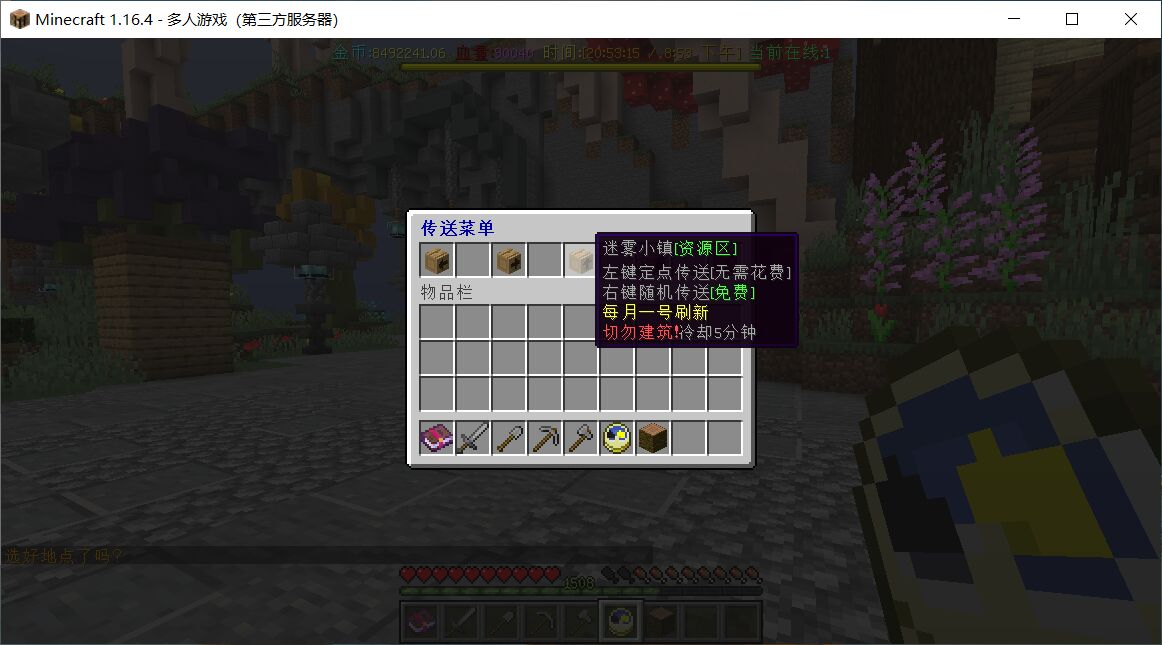 Minecraft 1.16.4 - 多人游戏（第三方服务器）
金币:8492241.06 血量:90046 时间:[20:53:15 / 8:53 下午] 当前在线:1
传送菜单
迷雾小镇[资源区]
左键定点传送[无需花费]
右键随机传送[免费]
每月一号刷新
切勿建筑!冷却5分钟
物品栏
选好地点了吗?
1508